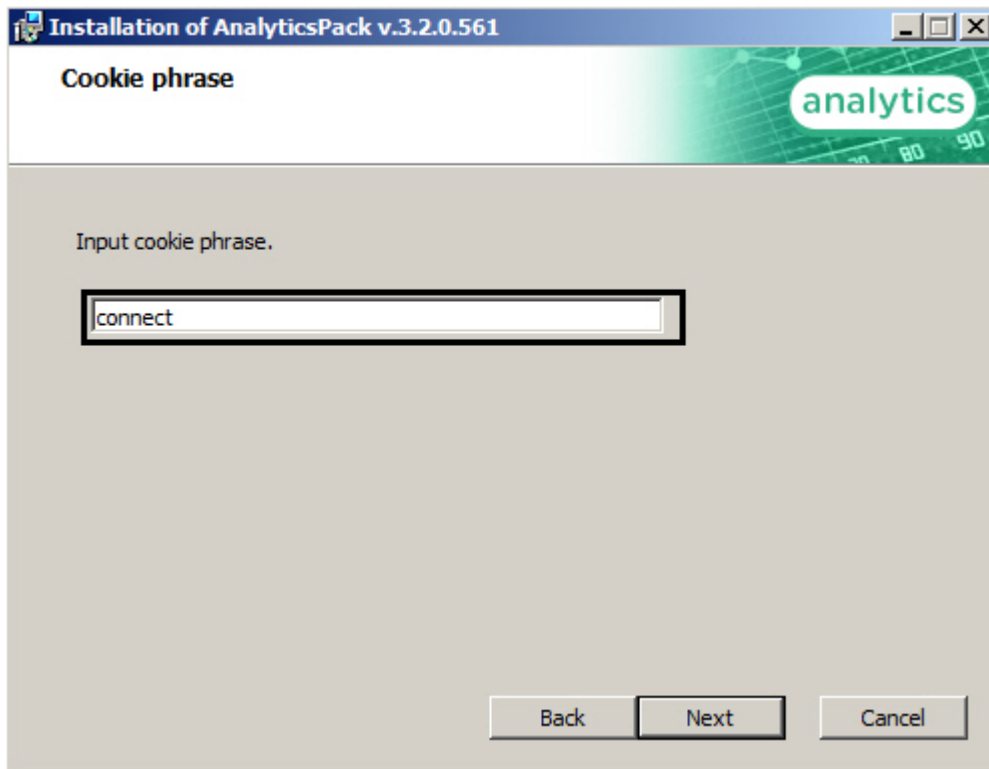 Installation of AnalyticsPack v.3.2.0.561
Cookie phrase
analytics
70 80 90
Input cookie phrase.
connect
Back Next Cancel